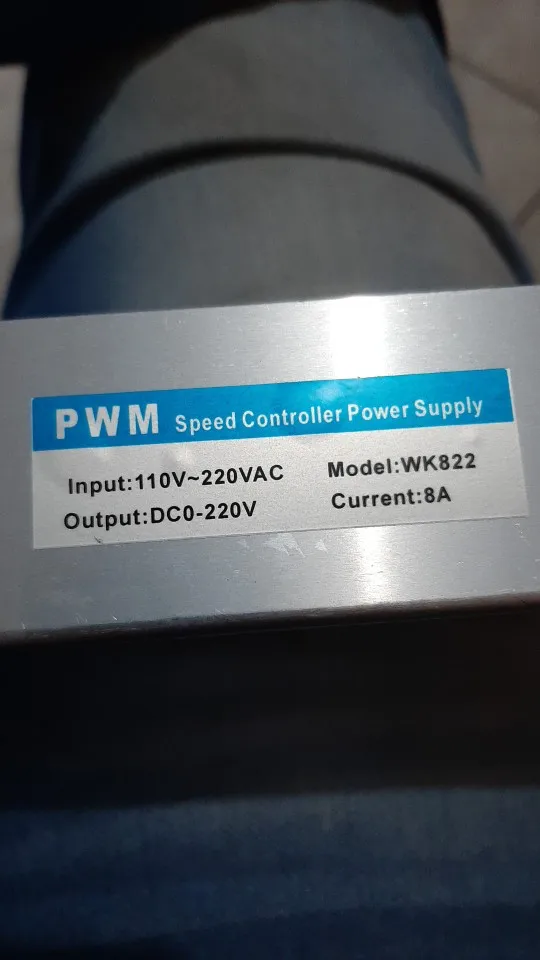 PWM Speed Controller Power Supply
Input:110V~220VAC Model:WK822
Output:DC0-220V Current:8A